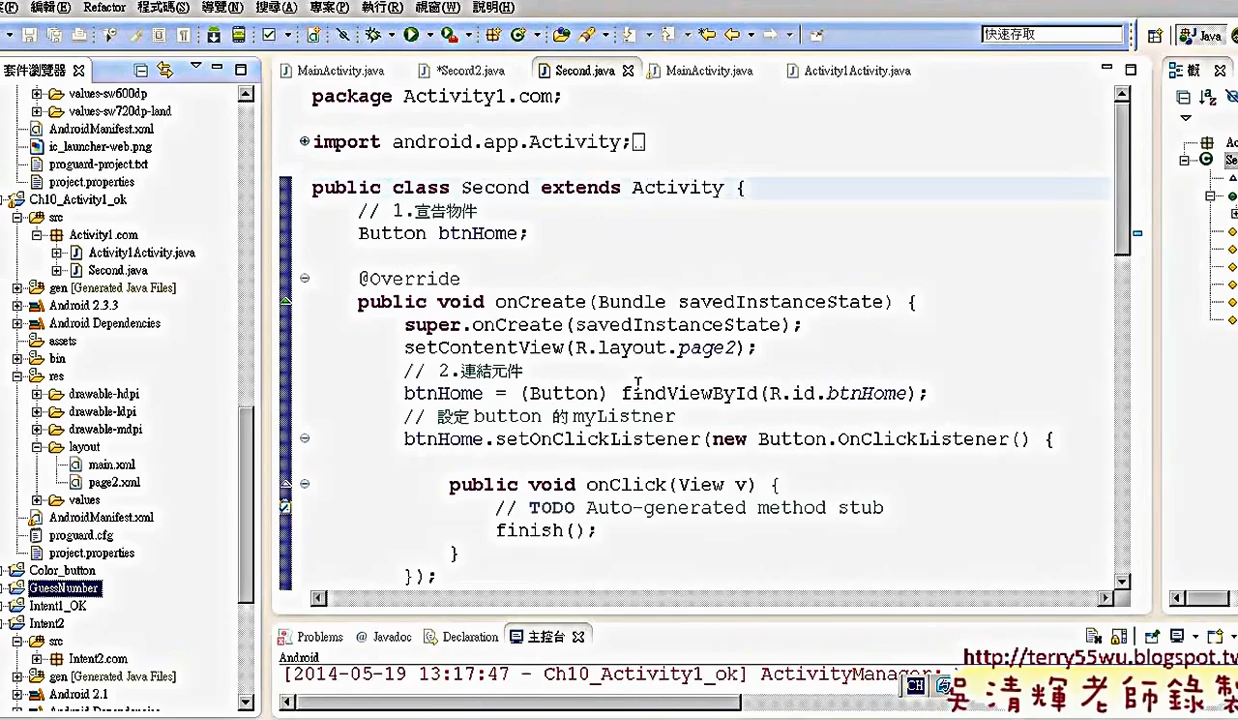 編輯(E) Refactor 程式碼(S) 導覽(N) 搜尋(A) 專案(P) 執行(R) 視窗(W) 說明(H)
快速存取
Java
套件瀏覽器
MainActivity.java
*Second2.java
Second.java
MainActivity.java
Activity1Activity.java
values-sw600dp
values-sw720dp-land
AndroidManifest.xml
ic_launcher-web.png
proguard-project.txt
project.properties
Ch10_Activity1_ok
src
Activity1.com
Activity1Activity.java
Second.java
gen [Generated Java Files]
Android 2.3.3
Android Dependencies
assets
bin
res
drawable-hdpi
drawable-ldpi
drawable-mdpi
layout
main.xml
page2.xml
values
AndroidManifest.xml
proguard.cfg
project.properties
Color_button
GuessNumber
Intent1_OK
Intent2
src
Intent2.com
gen [Generated Java Files]
Android 2.1
package Activity1.com;
import android.app.Activity;
public class Second extends Activity {
// 1.宣告物件
Button btnHome;
@Override
public void onCreate(Bundle savedInstanceState) {
super.onCreate(savedInstanceState);
setContentView(R.layout.page2);
// 2.連結元件
btnHome = (Button) findViewById(R.id.btnHome);
// 設定 button 的 myListner
btnHome.setOnClickListener(new Button.OnClickListener() {
public void onClick(View v) {
// TODO Auto-generated method stub
finish();
}
});
Problems @ Javadoc Declaration 主控台
Android
[2014-05-19 13:17:47 - Ch10_Activity1_ok] ActivityManager:
CH
http://terry55wu.blogspot.tw
吳清輝老師錄製